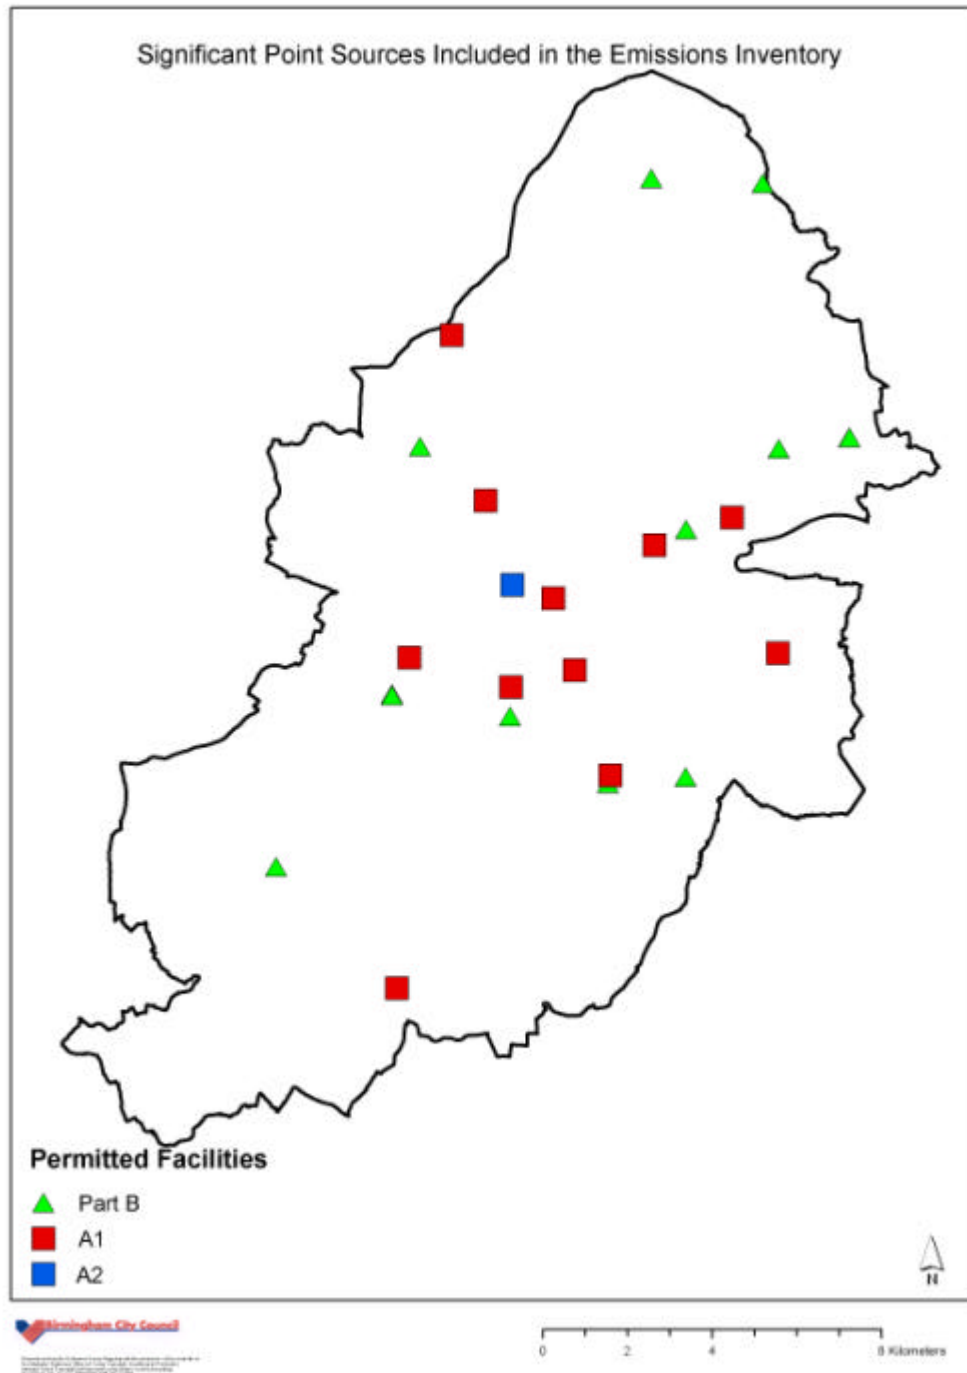 Significant Point Sources Included in the Emissions Inventory
Permitted Facilities
Part B
A1
A2
N
Birmingham City Council
0 2 4 8 Kilometers